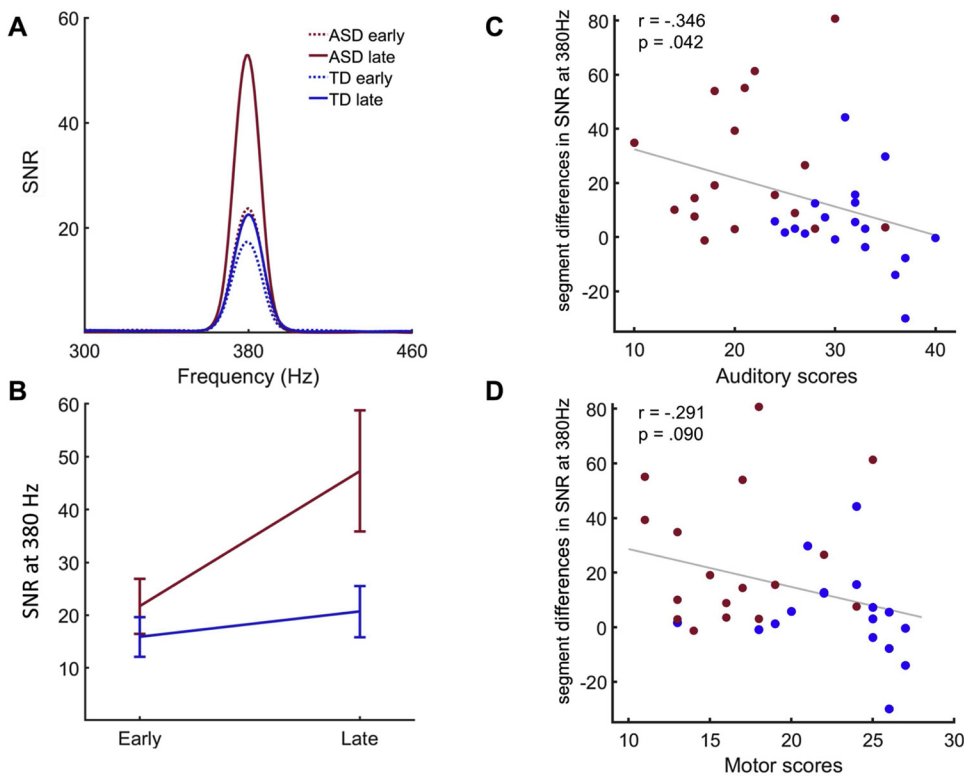 A
60
40
20
SNR
300
380
460
Frequency (Hz)
ASD early
ASD late
TD early
TD late
B
60
50
40
30
20
10
SNR at 380 Hz
Early
Late
C
r = -.346
p = .042
80
60
40
20
0
-20
segment differences in SNR at 380Hz
10
20
30
40
Auditory scores
D
r = -.291
p = .090
80
60
40
20
0
-20
segment differences in SNR at 380Hz
10
15
20
25
30
Motor scores